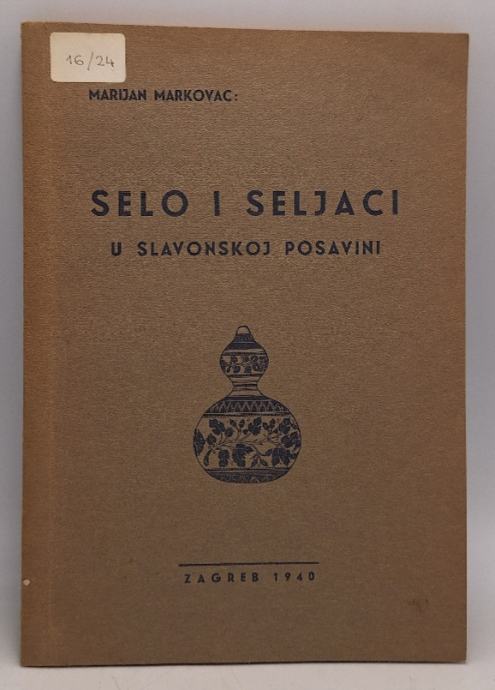 16/24
MARIJAN MARKOVAC:
SELO I SELJACI
U SLAVONSKOJ POSAVINI
ZAGREB 1940